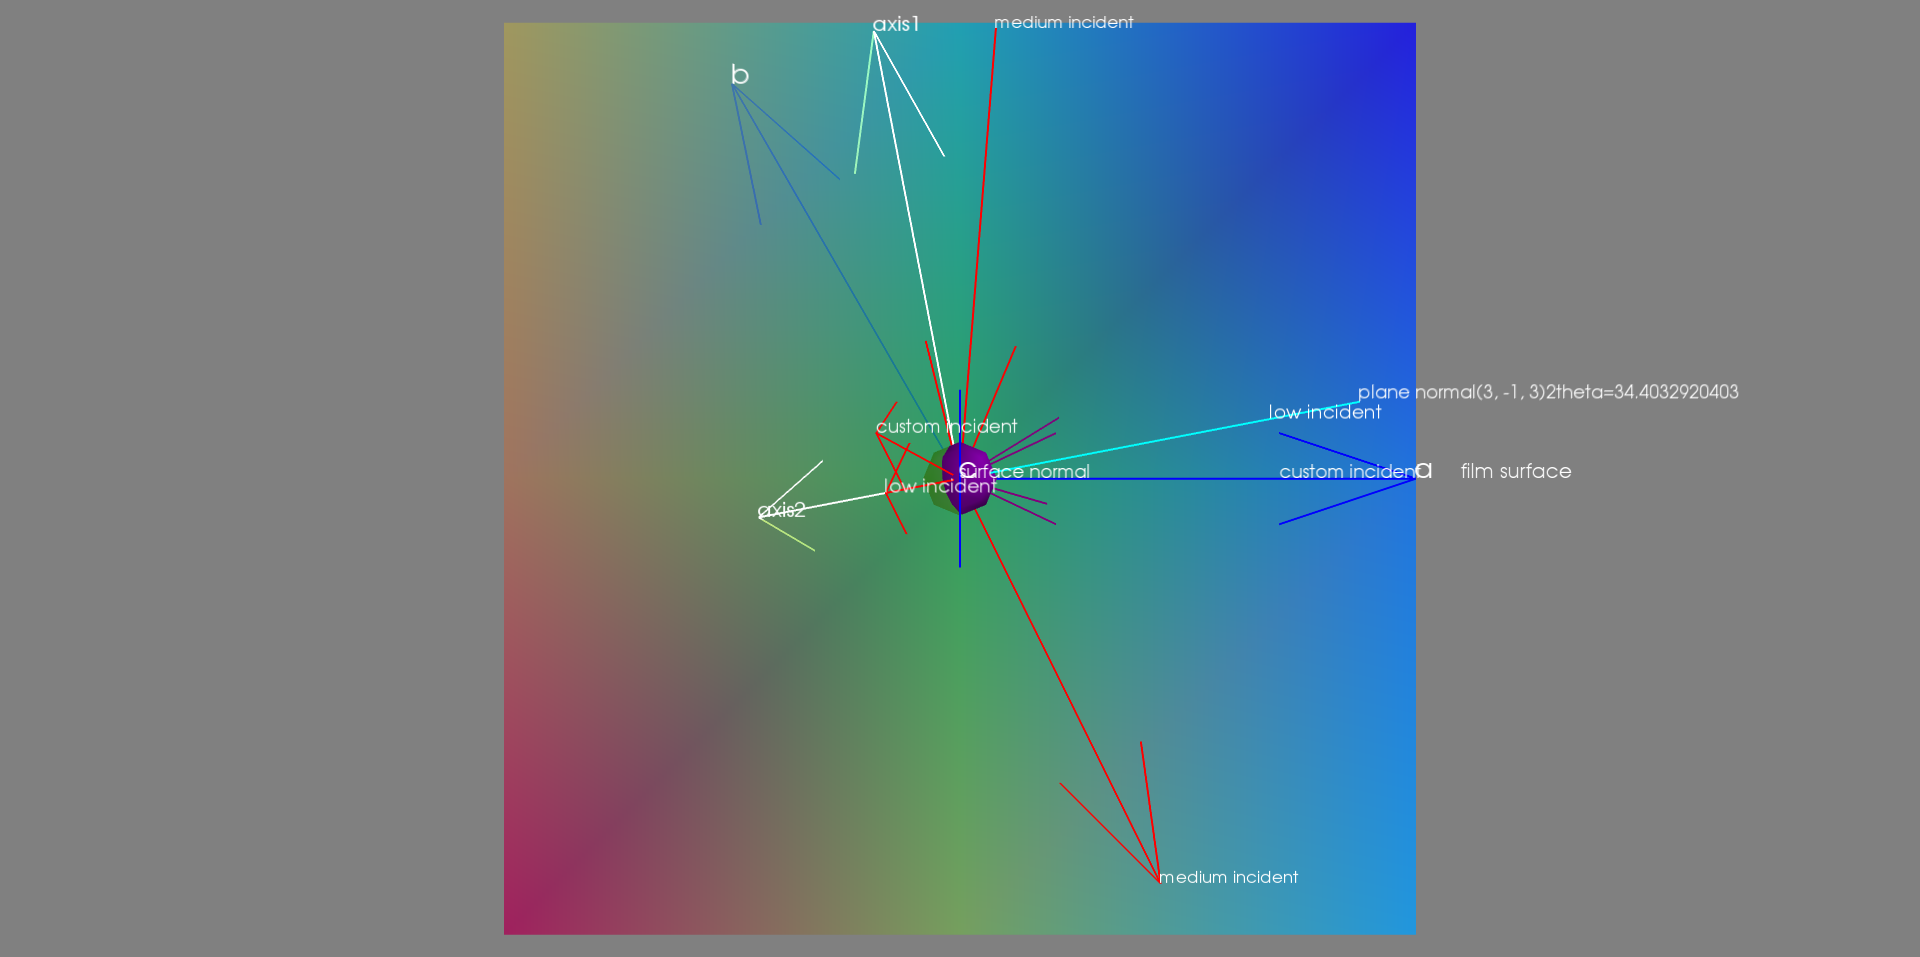 axis1
medium incident
b
plane normal(3, -1, 3)2theta=34.4032920403
low incident
custom incident
c
surface normal
custom incident
a
film surface
low incident
axis2
medium incident